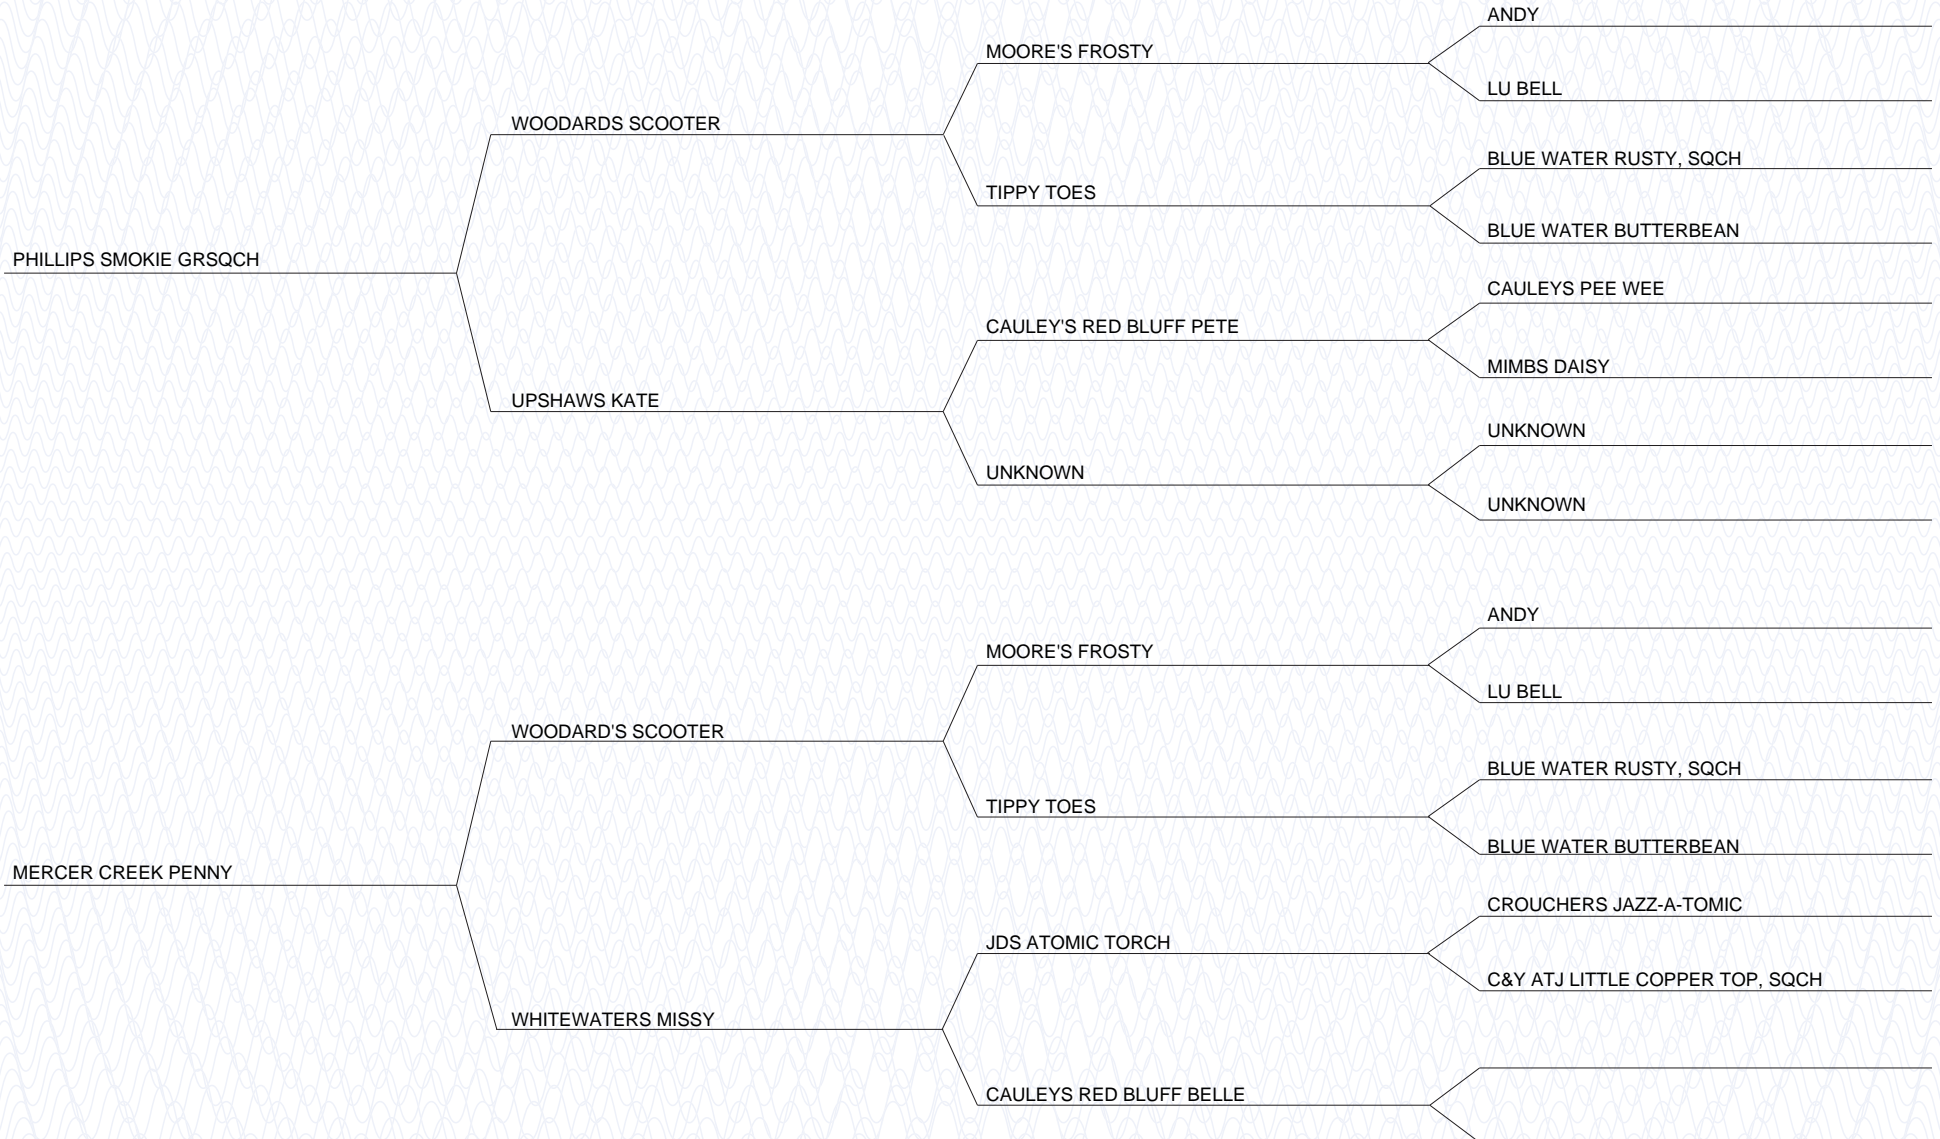 ANDY
MOORE'S FROSTY
LU BELL
WOODARDS SCOOTER
BLUE WATER RUSTY, SQCH
TIPPY TOES
BLUE WATER BUTTERBEAN
PHILLIPS SMOKIE GRSQCH
CAULEYS PEE WEE
CAULEY'S RED BLUFF PETE
MIMBS DAISY
UPSHAWS KATE
UNKNOWN
UNKNOWN
UNKNOWN
ANDY
MOORE'S FROSTY
LU BELL
WOODARD'S SCOOTER
BLUE WATER RUSTY, SQCH
TIPPY TOES
BLUE WATER BUTTERBEAN
MERCER CREEK PENNY
CROUCHERS JAZZ-A-TOMIC
JDS ATOMIC TORCH
C&Y ATJ LITTLE COPPER TOP, SQCH
WHITEWATERS MISSY
CAULEYS RED BLUFF BELLE